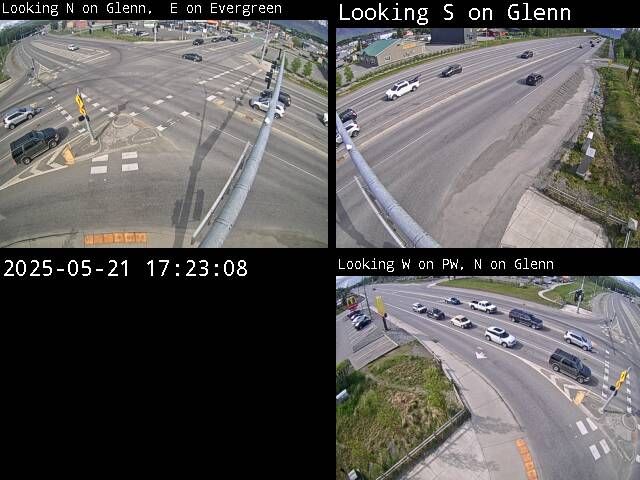 Looking N on Glenn,  E on Evergreen
Looking S on Glenn
2025-05-21 17:23:08
Looking W on PW, N on Glenn